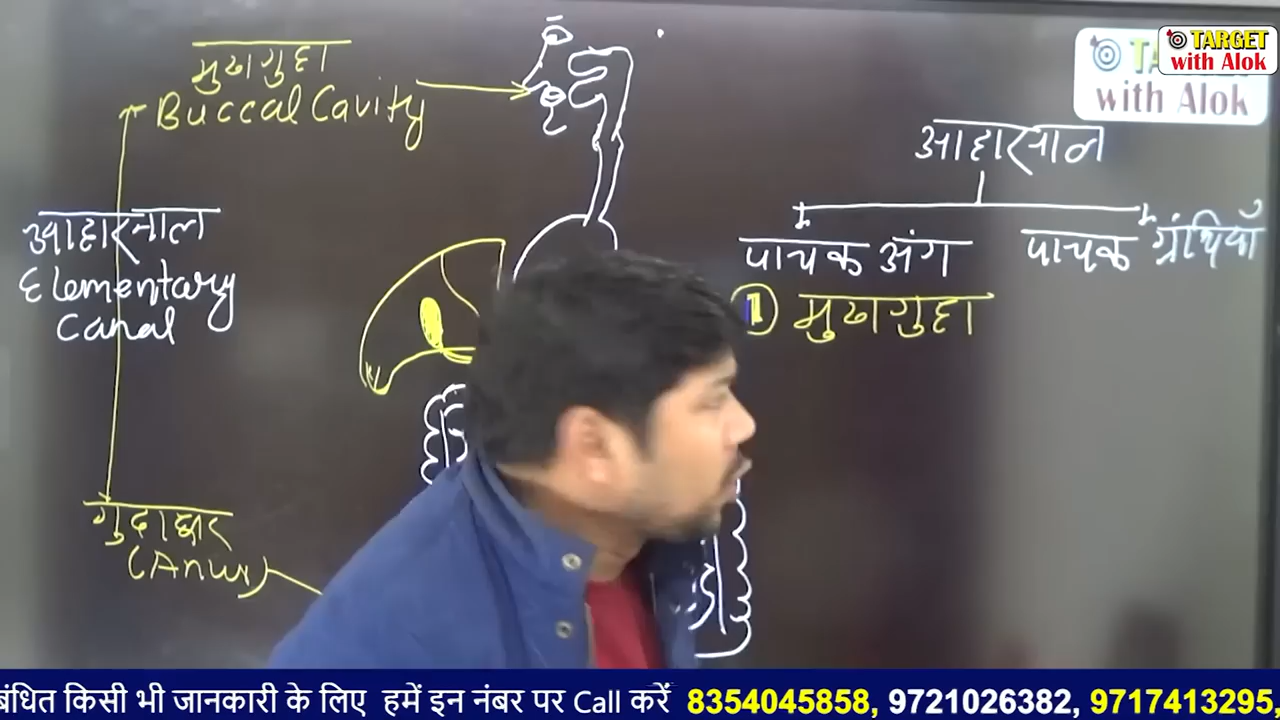 मुखगुहा
Buccal Cavity
आहारनाल
Elementary
Canal
गुदाद्वार
(Anus)
आहारनाल
पाचक अंग
पाचक ग्रंथियाँ
① मुखगुहा
TARGET
with Alok
with Alok
बंधित किसी भी जानकारी के लिए हमें इन नंबर पर Call करें 8354045858, 9721026382, 9717413295,